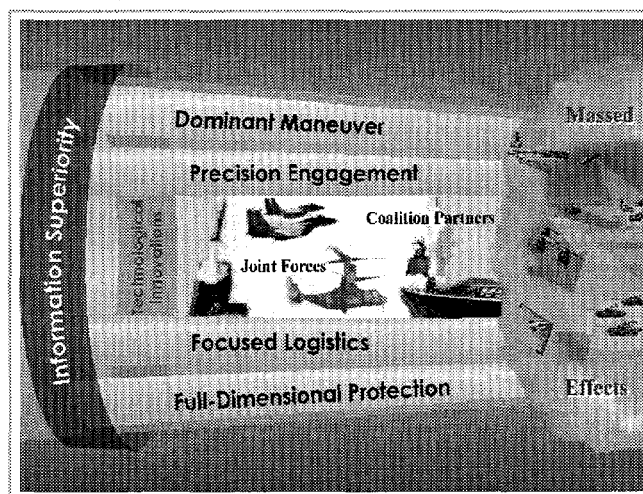 Information Superiority
Dominant Maneuver
Massed
Precision Engagement
Technological
Innovations
Coalition Partners
Joint Forces
Focused Logistics
Full-Dimensional Protection
Effects